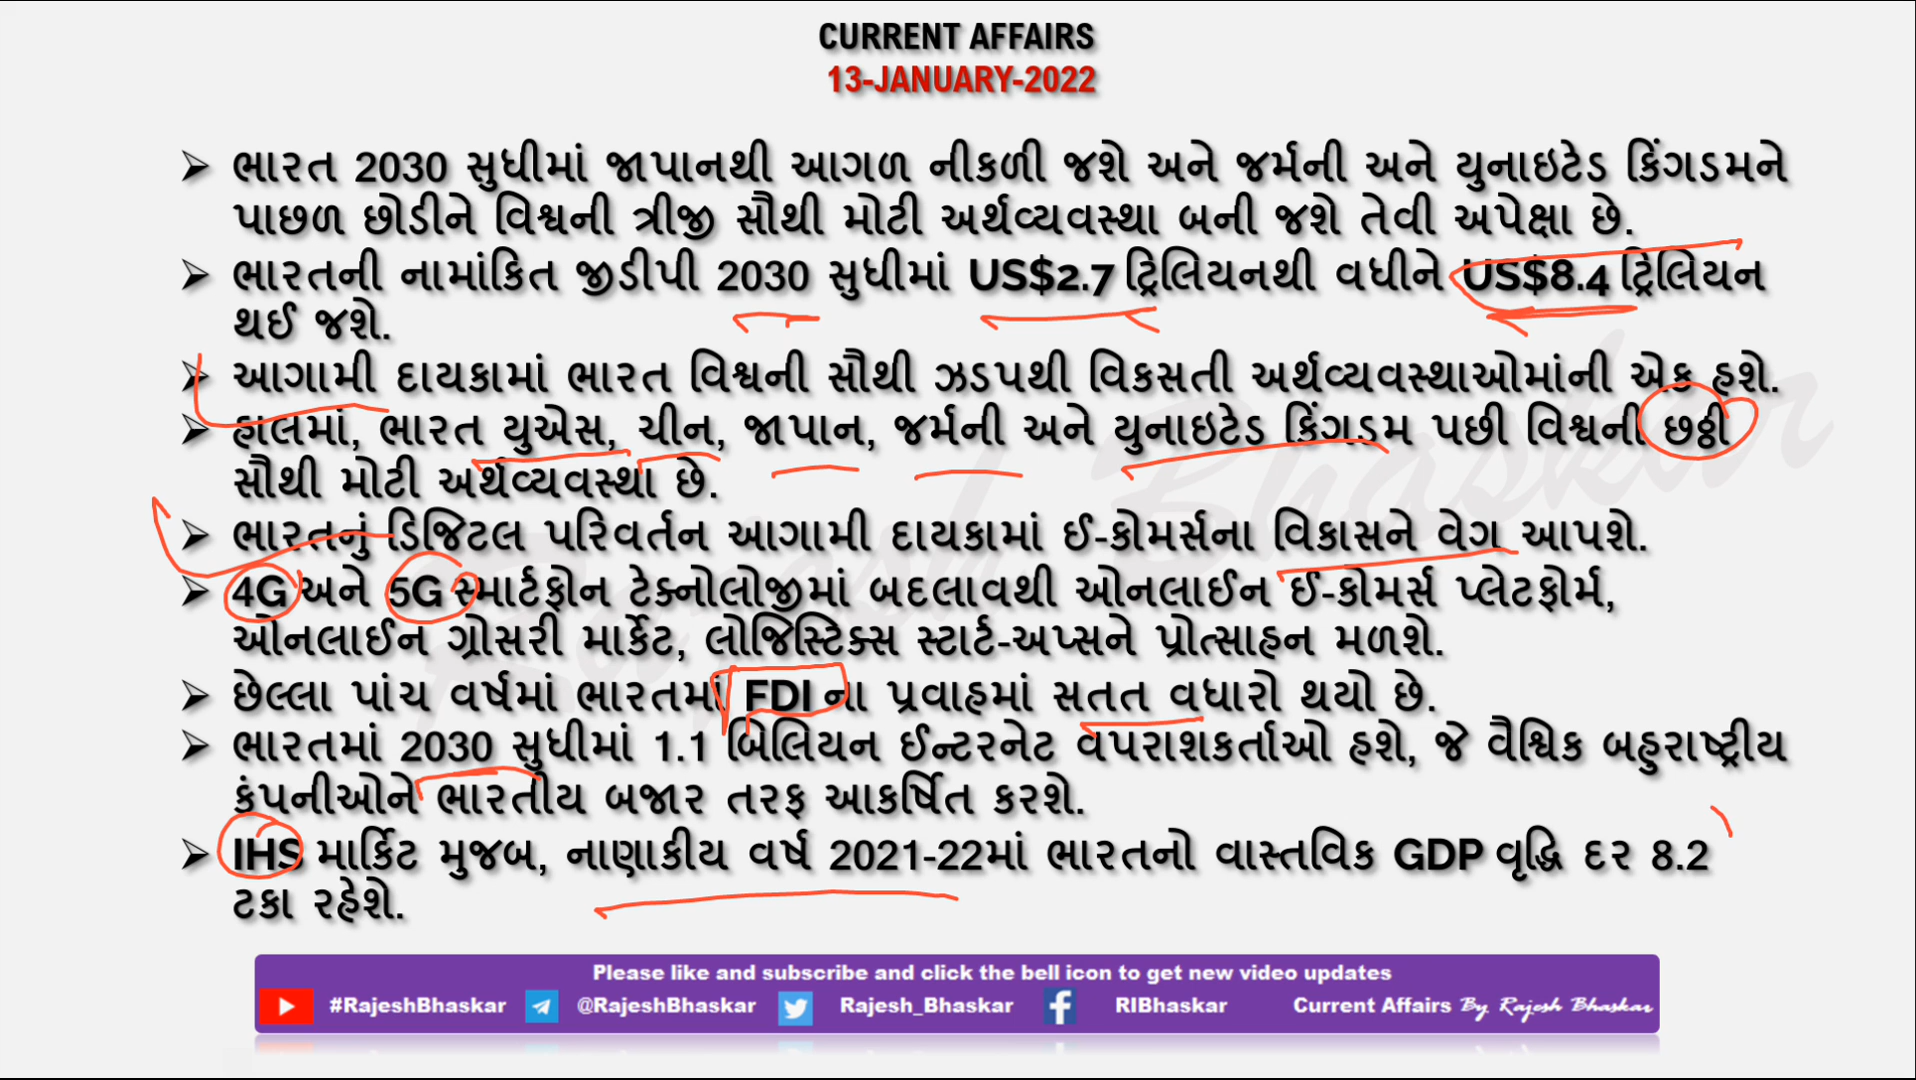 CURRENT AFFAIRS
13-JANUARY-2022
➢ ભારત 2030 સુધીમાં જાપાનથી આગળ નીકળી જશે અને જર્મની અને યુનાઇટેડ કિંગડમને
પાછળ છોડીને વિશ્વની ત્રીજી સૌથી મોટી અર્થવ્યવસ્થા બની જશે તેવી અપેક્ષા છે.
➢ ભારતની નામાંકિત જીડીપી 2030 સુધીમાં US$2.7 ટ્રિલિયનથી વધીને US$8.4 ટ્રિલિયન
થઈ જશે.
➢ આગામી દાયકામાં ભારત વિશ્વની સૌથી ઝડપથી વિકસતી અર્થવ્યવસ્થાઓમાંની એક હશે.
➢ હાલમાં, ભારત યુએસ, ચીન, જાપાન, જર્મની અને યુનાઇટેડ કિંગડમ પછી વિશ્વની છઠ્ઠી
સૌથી મોટી અર્થવ્યવસ્થા છે.
➢ ભારતનું ડિજિટલ પરિવર્તન આગામી દાયકામાં ઈ-કોમર્સના વિકાસને વેગ આપશે.
➢ 4G અને 5G સ્માર્ટફોન ટેક્નોલોજીમાં બદલાવથી ઓનલાઈન ઈ-કોમર્સ પ્લેટફોર્મ,
ઓનલાઈન ગ્રોસરી માર્કેટ, લોજિસ્ટિક્સ સ્ટાર્ટ-અપ્સને પ્રોત્સાહન મળશે.
➢ છેલ્લા પાંચ વર્ષમાં ભારતમાં FDI ના પ્રવાહમાં સતત વધારો થયો છે.
➢ ભારતમાં 2030 સુધીમાં 1.1 બિલિયન ઈન્ટરનેટ વપરાશકર્તાઓ હશે, જે વૈશ્વિક બહુરાષ્ટ્રીય
કંપનીઓને ભારતીય બજાર તરફ આકર્ષિત કરશે.
➢ IHS માર્કિટ મુજબ, નાણાકીય વર્ષ 2021-22માં ભારતનો વાસ્તવિક GDP વૃદ્ધિ દર 8.2
ટકા રહેશે.
Please like and subscribe and click the bell icon to get new video updates
#RajeshBhaskar @RajeshBhaskar Rajesh_Bhaskar RIBhaskar Current Affairs By Rajesh Bhaskar
Rajesh Bhaskar